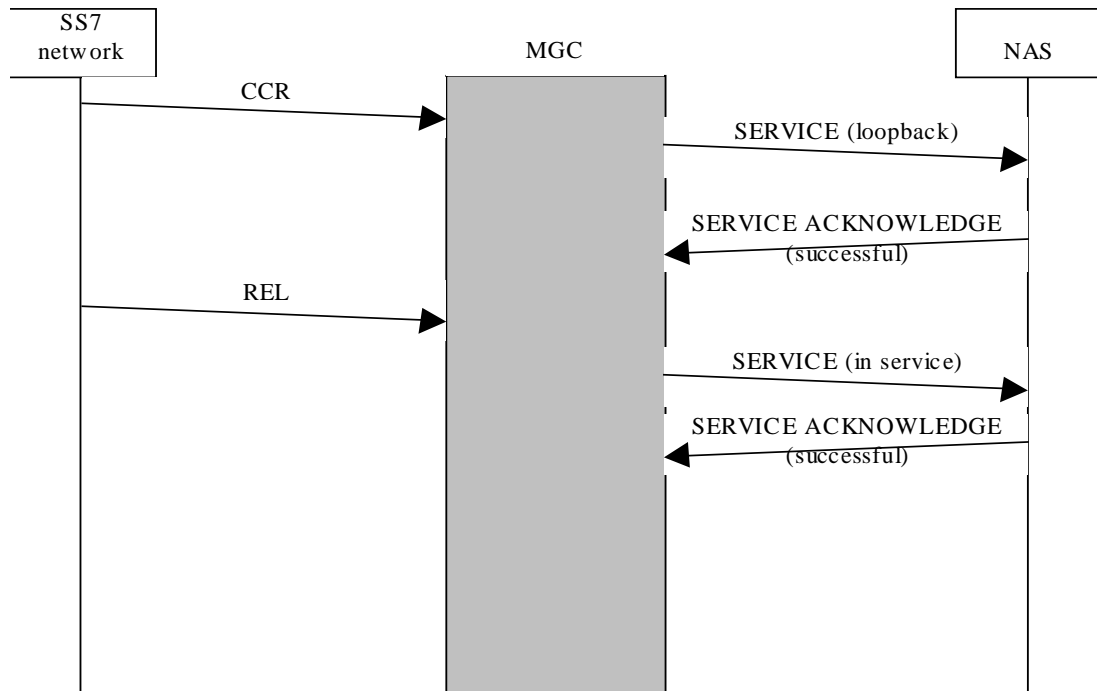 SS7
network
MGC
NAS
CCR
SERVICE (loopback)
SERVICE ACKNOWLEDGE
(successful)
REL
SERVICE (in service)
SERVICE ACKNOWLEDGE
(successful)